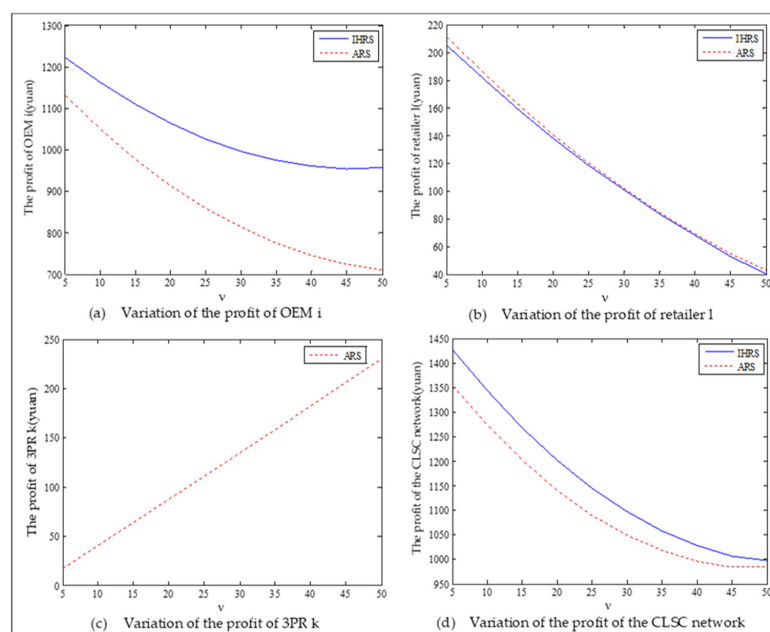 1300
1200
1100
1000
900
800
700
The profit of OEM i(yuan)
IHRS
ARS
5 10 15 20 25 30 35 40 45 50
v
(a) Variation of the profit of OEM i
220
200
180
160
140
120
100
80
60
40
The profit of retailer l(yuan)
IHRS
ARS
5 10 15 20 25 30 35 40 45 50
v
(b) Variation of the profit of retailer l
250
200
150
100
50
0
The profit of 3PR k(yuan)
ARS
5 10 15 20 25 30 35 40 45 50
v
(c) Variation of the profit of 3PR k
1450
1400
1350
1300
1250
1200
1150
1100
1050
1000
950
The profit of the CLSC network(yuan)
IHRS
ARS
5 10 15 20 25 30 35 40 45 50
v
(d) Variation of the profit of the CLSC network